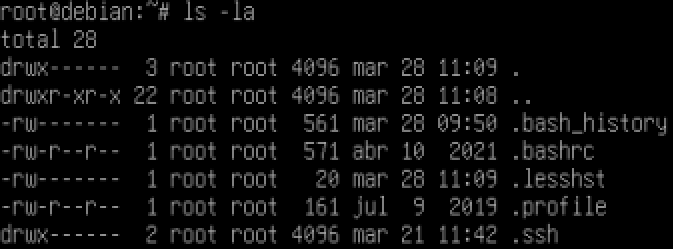 root@debian:~# ls -la
total 28
drwx------  3 root root 4096 mar 28 11:09 .
drwxr-xr-x 22 root root 4096 mar 28 11:08 ..
-rw-------  1 root root  561 mar 28 09:50 .bash_history
-rw-r--r--  1 root root  571 abr 10  2021 .bashrc
-rw-------  1 root root   20 mar 28 11:09 .lesshst
-rw-r--r--  1 root root  161 jul  9  2019 .profile
drwx------  2 root root 4096 mar 21 11:42 .ssh